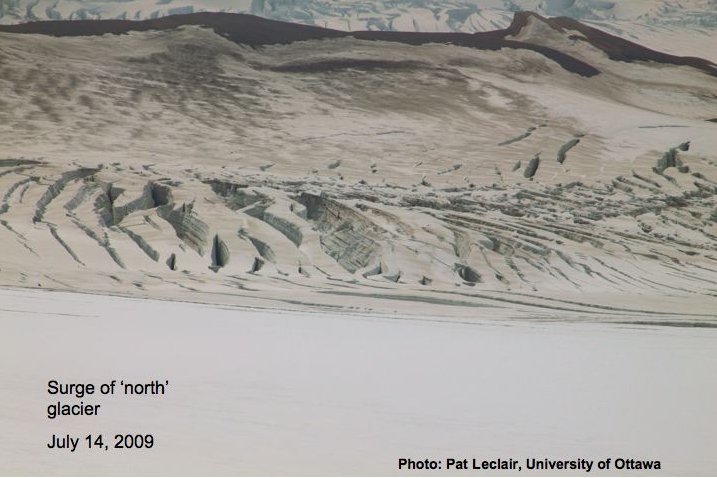 Surge of ‘north’
glacier
July 14, 2009
Photo: Pat Leclair, University of Ottawa